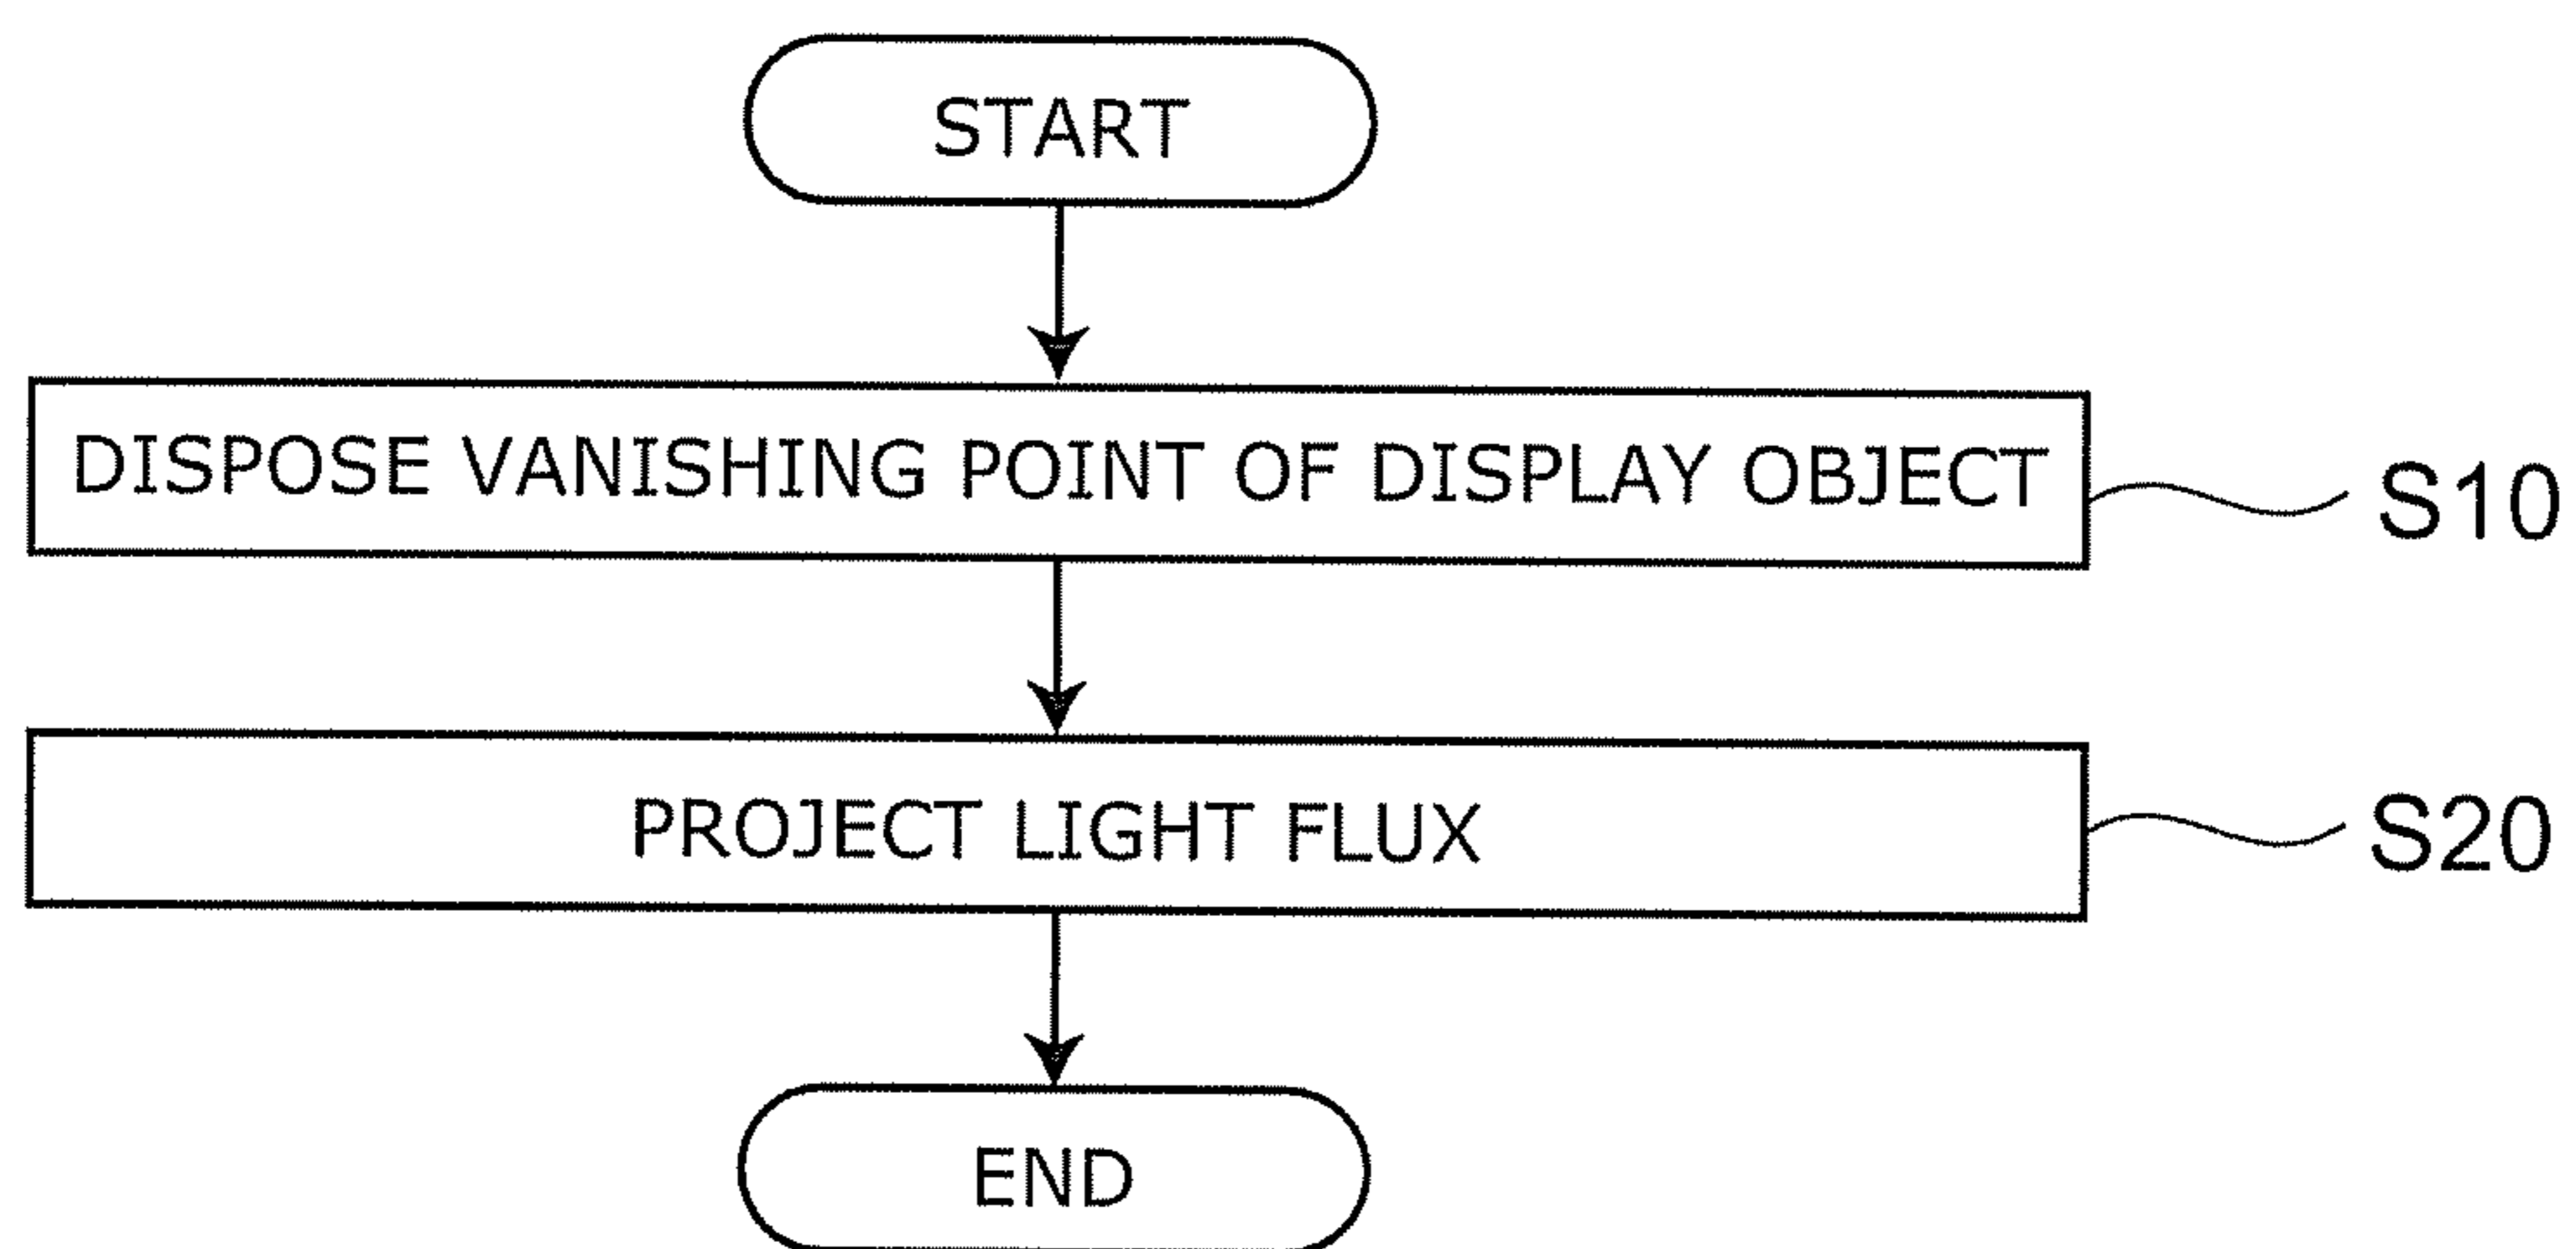 START
DISPOSE VANISHING POINT OF DISPLAY OBJECT
S10
PROJECT LIGHT FLUX
S20
END